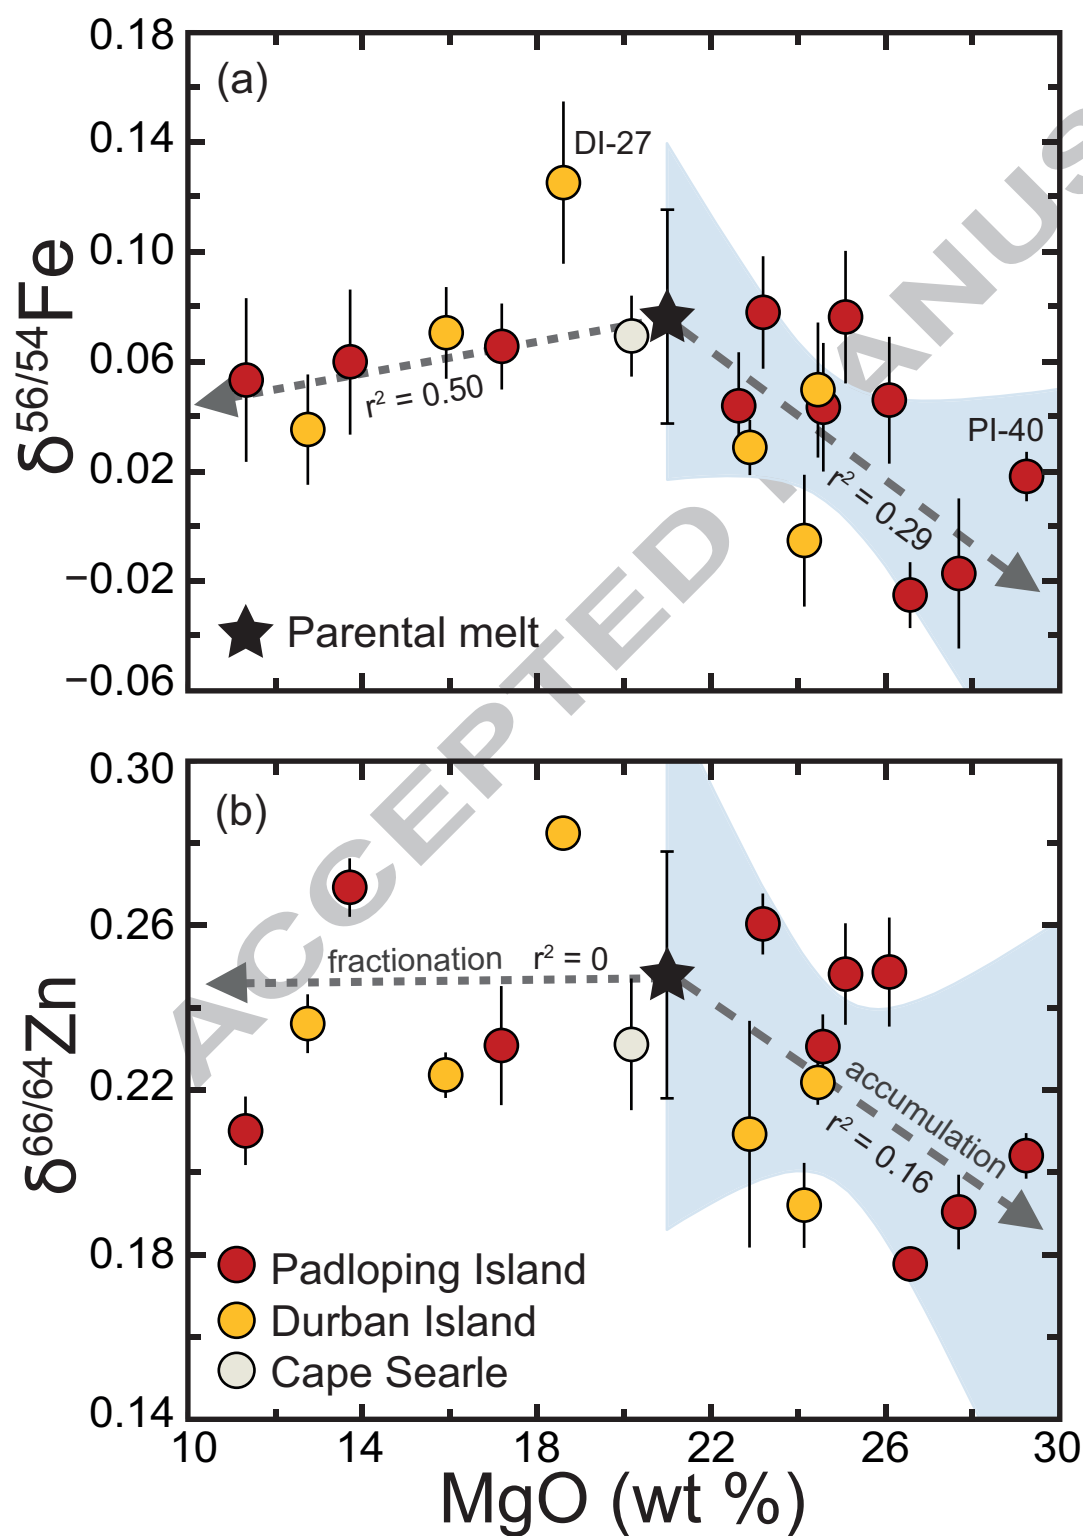 0.18
(a)
0.14
DI-27
0.10
0.06
r² = 0.50
PI-40
0.02
r² = 0.29
−0.02
Parental melt
−0.06
δ56/54Fe
ACCEPTED MANUS
0.30
(b)
0.26
fractionation r² = 0
0.22
accumulation
r² = 0.16
0.18
Padloping Island
Durban Island
Cape Searle
0.14
δ66/64Zn
10 14 18 22 26 30
MgO (wt %)